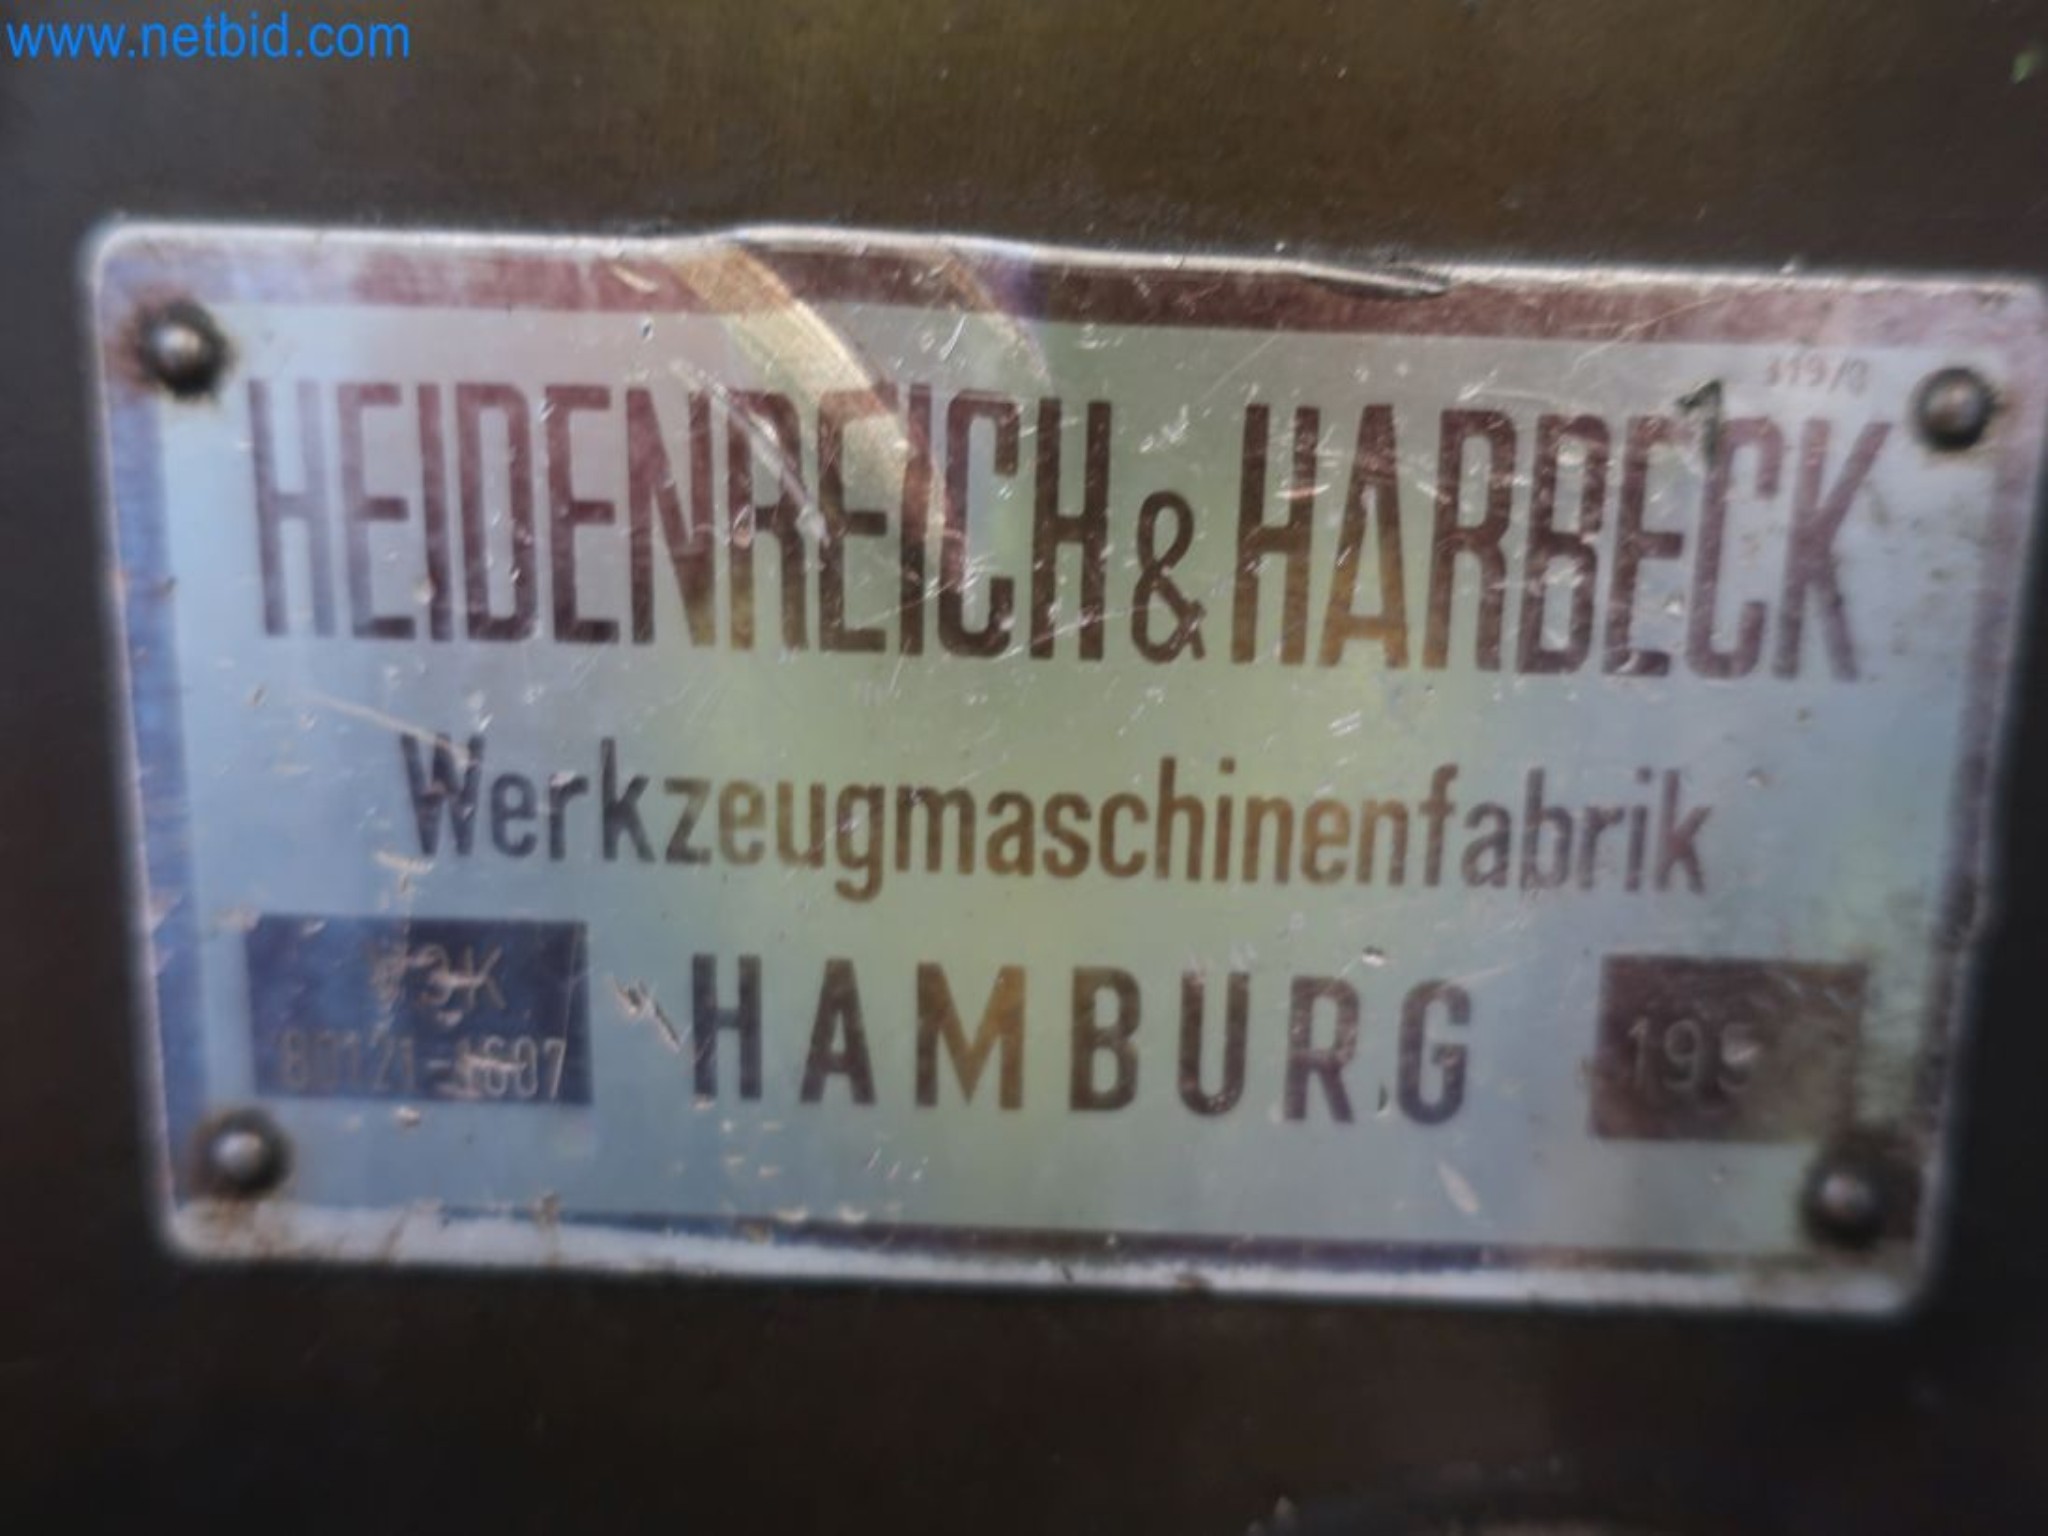 www.netbid.com
HEIDENREICH & HARBECK
Werkzeugmaschinenfabrik
HAMBURG